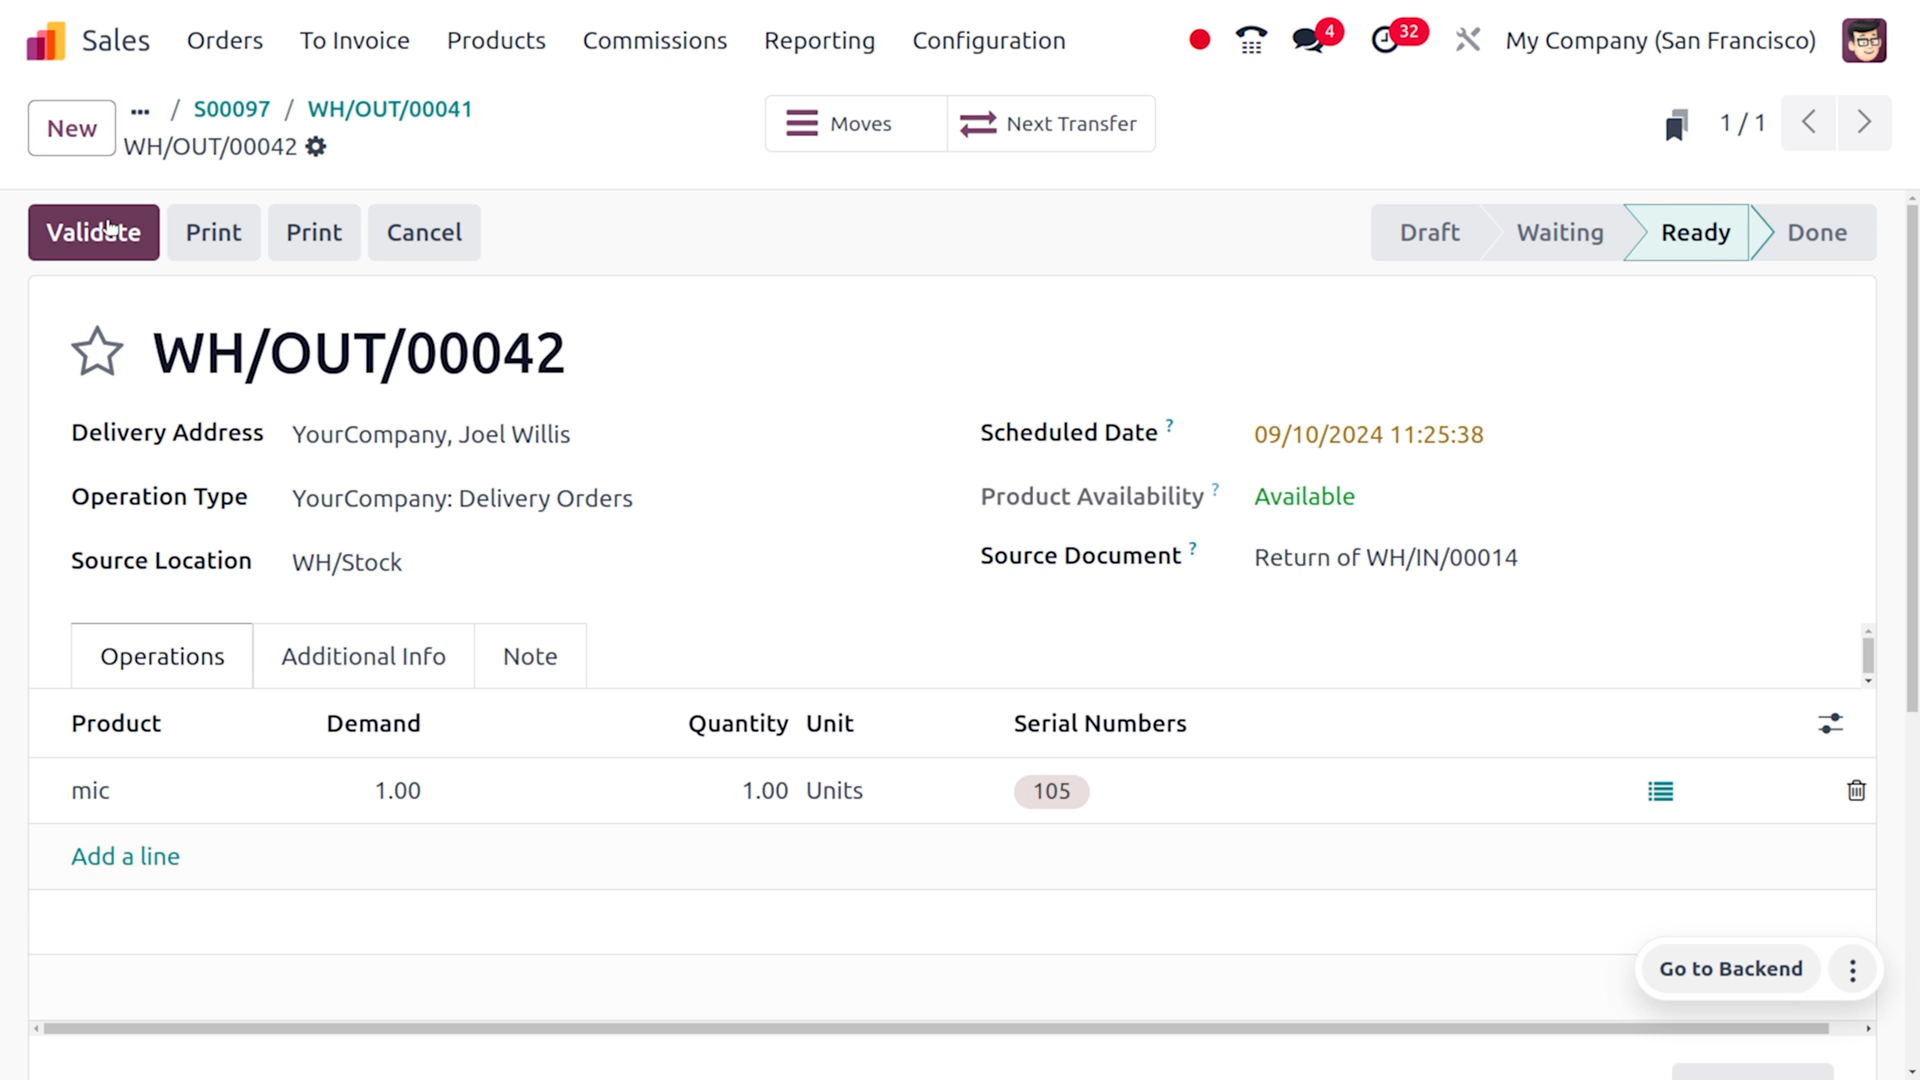 Sales Orders To Invoice Products Commissions Reporting Configuration 4 32 My Company (San Francisco)
New ... / S00097 / WH/OUT/00041
WH/OUT/00042
Moves Next Transfer 1 / 1
Validate Print Print Cancel Draft Waiting Ready Done
WH/OUT/00042
Delivery Address YourCompany, Joel Willis Scheduled Date ? 09/10/2024 11:25:38
Operation Type YourCompany: Delivery Orders Product Availability ? Available
Source Location WH/Stock Source Document ? Return of WH/IN/00014
Operations Additional Info Note
Product Demand Quantity Unit Serial Numbers
mic 1.00 1.00 Units 105
Add a line
Go to Backend